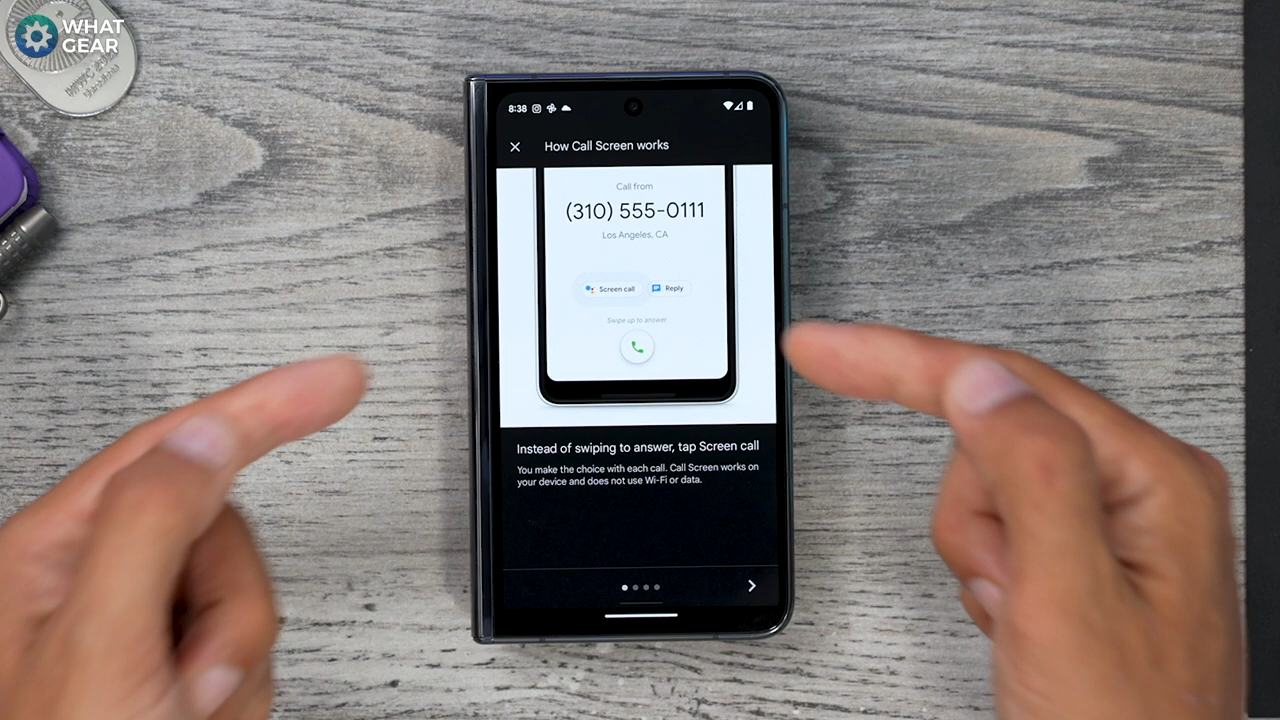 WHAT
GEAR
8:38
How Call Screen works
Call from
(310) 555-0111
Los Angeles, CA
Screen call
Reply
Swipe up to answer
Instead of swiping to answer, tap Screen call
You make the choice with each call. Call Screen works on
your device and does not use Wi-Fi or data.